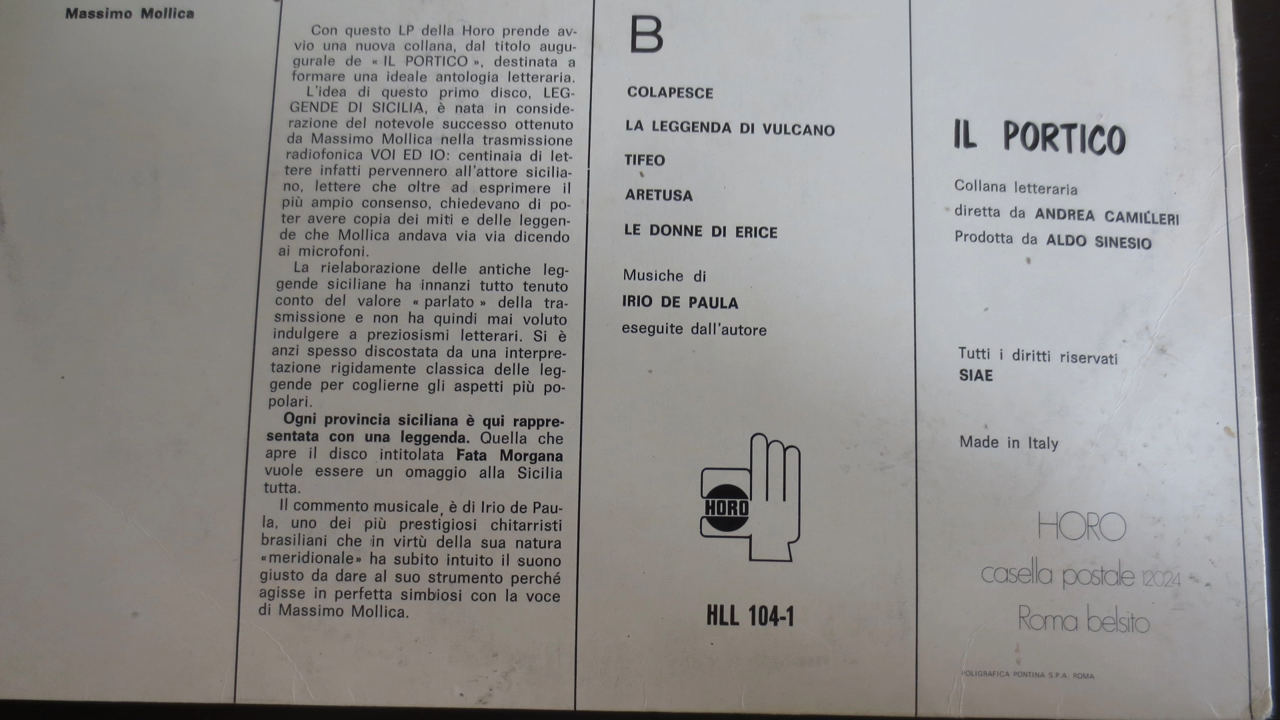 Massimo Mollica
Con questo LP della Horo prende av-
vio una nuova collana, dal titolo augu-
gurale de « IL PORTICO », destinata a
formare una ideale antologia letteraria.
L'idea di questo primo disco, LEG-
GENDE DI SICILIA, è nata in conside-
razione del notevole successo ottenuto
da Massimo Mollica nella trasmissione
radiofonica VOI ED IO: centinaia di let-
tere infatti pervennero all'attore sicilia-
no, lettere che oltre ad esprimere il
più ampio consenso, chiedevano di po-
ter avere copia dei miti e delle leggen-
de che Mollica andava via via dicendo
ai microfoni.
La rielaborazione delle antiche leg-
gende siciliane ha innanzi tutto tenuto
conto del valore « parlato » della tra-
smissione e non ha quindi mai voluto
indulgere a preziosismi letterari. Si è
anzi spesso discostata da una interpre-
tazione rigidamente classica delle leg-
gende per coglierne gli aspetti più po-
polari.
Ogni provincia siciliana è qui rappre-
sentata con una leggenda. Quella che
apre il disco intitolata Fata Morgana
vuole essere un omaggio alla Sicilia
tutta.
Il commento musicale, è di Irio de Pau-
la, uno dei più prestigiosi chitarristi
brasiliani che in virtù della sua natura
«meridionale» ha subito intuito il suono
giusto da dare al suo strumento perché
agisse in perfetta simbiosi con la voce
di Massimo Mollica.
B
COLAPESCE
LA LEGGENDA DI VULCANO
TIFEO
ARETUSA
LE DONNE DI ERICE
Musiche di
IRIO DE PAULA
eseguite dall'autore
HORO
HLL 104-1
IL PORTICO
Collana letteraria
diretta da ANDREA CAMILLERI
Prodotta da ALDO SINESIO
Tutti i diritti riservati
SIAE
Made in Italy
HORO
casella postale 12024
Roma belsito
POLIGRAFICA PONTINA S.P.A. ROMA